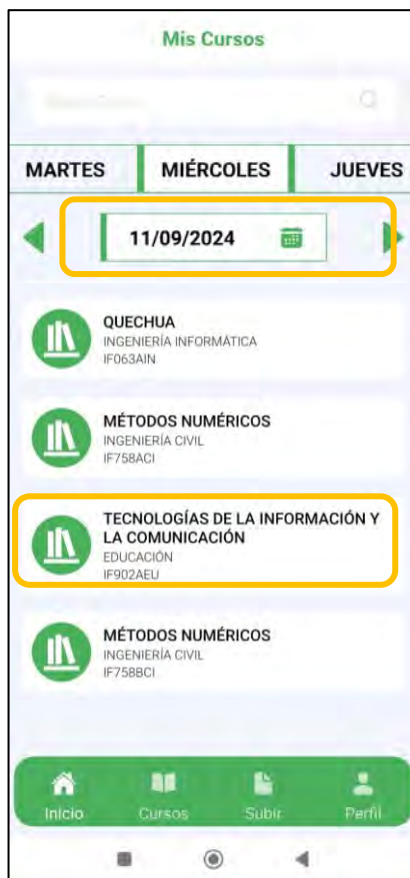 Mis Cursos
MARTES
MIÉRCOLES
JUEVES
11/09/2024
QUECHUA
INGENIERÍA INFORMÁTICA
IF063AIN
MÉTODOS NUMÉRICOS
INGENIERÍA CIVIL
IF758ACI
TECNOLOGÍAS DE LA INFORMACIÓN Y
LA COMUNICACIÓN
EDUCACIÓN
IF902AEU
MÉTODOS NUMÉRICOS
INGENIERÍA CIVIL
IF758BCI
Inicio
Cursos
Subir
Perfil